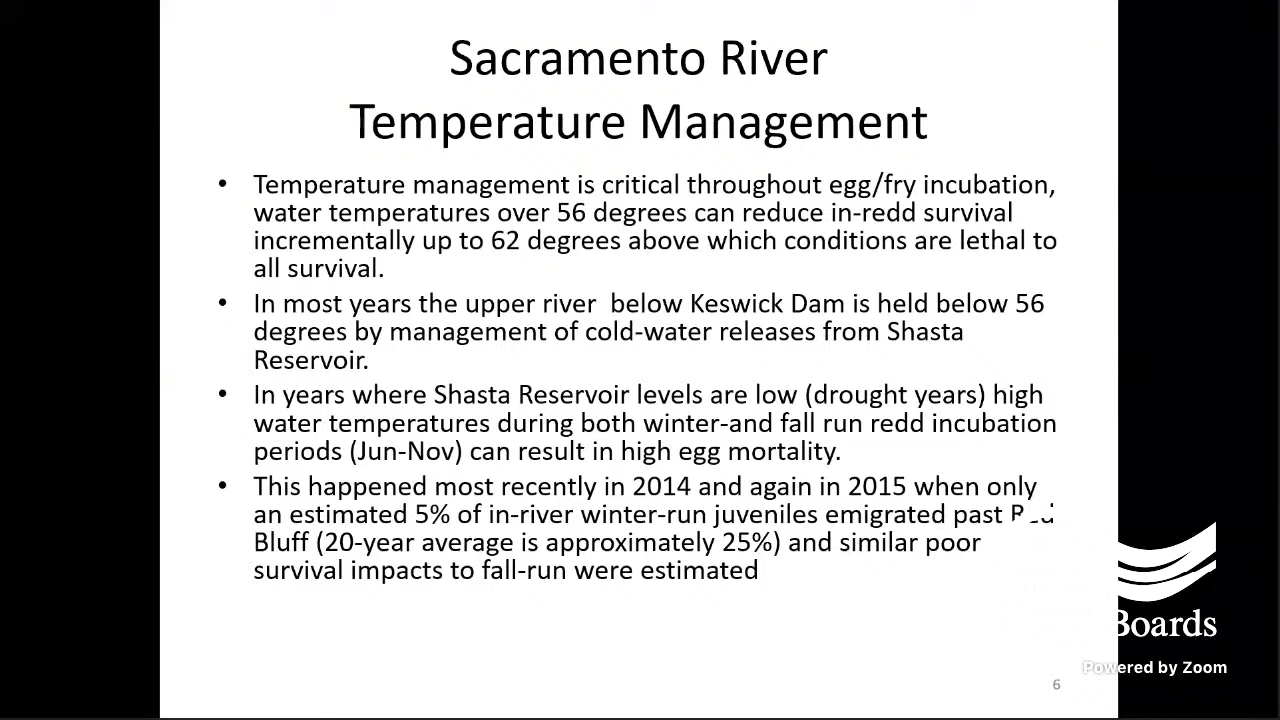 Sacramento River
Temperature Management
• Temperature management is critical throughout egg/fry incubation,
water temperatures over 56 degrees can reduce in-redd survival
incrementally up to 62 degrees above which conditions are lethal to
all survival.
• In most years the upper river  below Keswick Dam is held below 56
degrees by management of cold-water releases from Shasta
Reservoir.
• In years where Shasta Reservoir levels are low (drought years) high
water temperatures during both winter-and fall run redd incubation
periods (Jun-Nov) can result in high egg mortality.
• This happened most recently in 2014 and again in 2015 when only
an estimated 5% of in-river winter-run juveniles emigrated past Red
Bluff (20-year average is approximately 25%) and similar poor
survival impacts to fall-run were estimated
Boards
Powered by Zoom
6